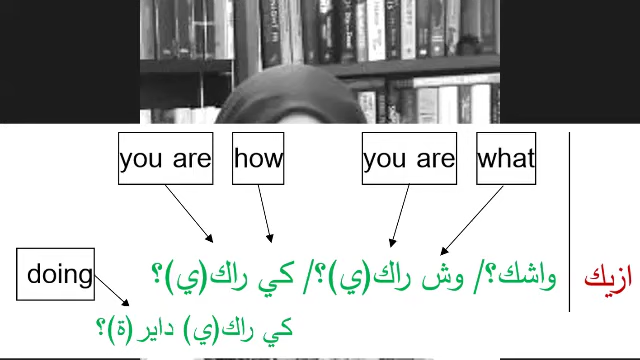 you are how you are what
ازيك واشك؟/ وش راك(ي)؟/ كي راك(ي)؟
doing
كي راك(ي) داير (ة)؟